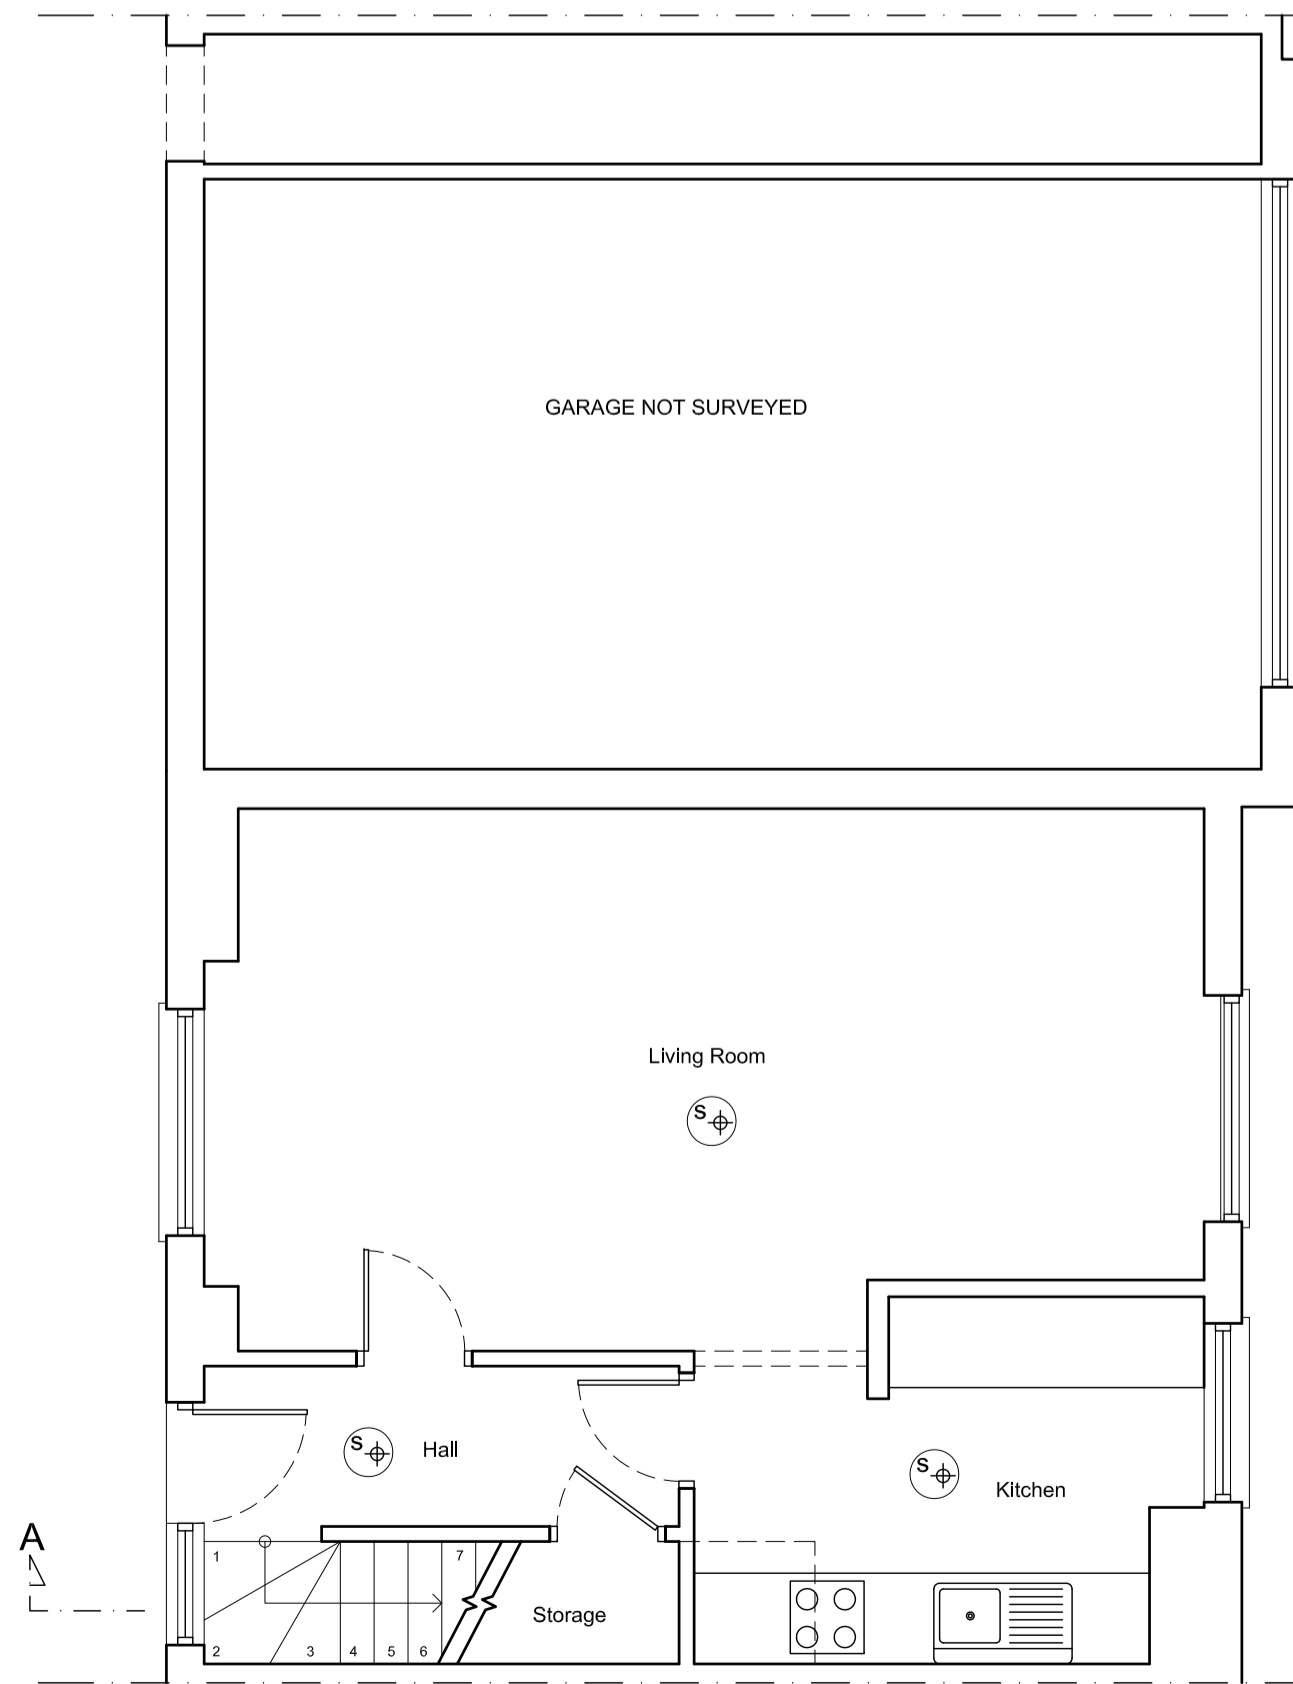 GARAGE NOT SURVEYED
Living Room
S
S
Hall
S
Kitchen
A
1
7
2
3
4
5
6
Storage